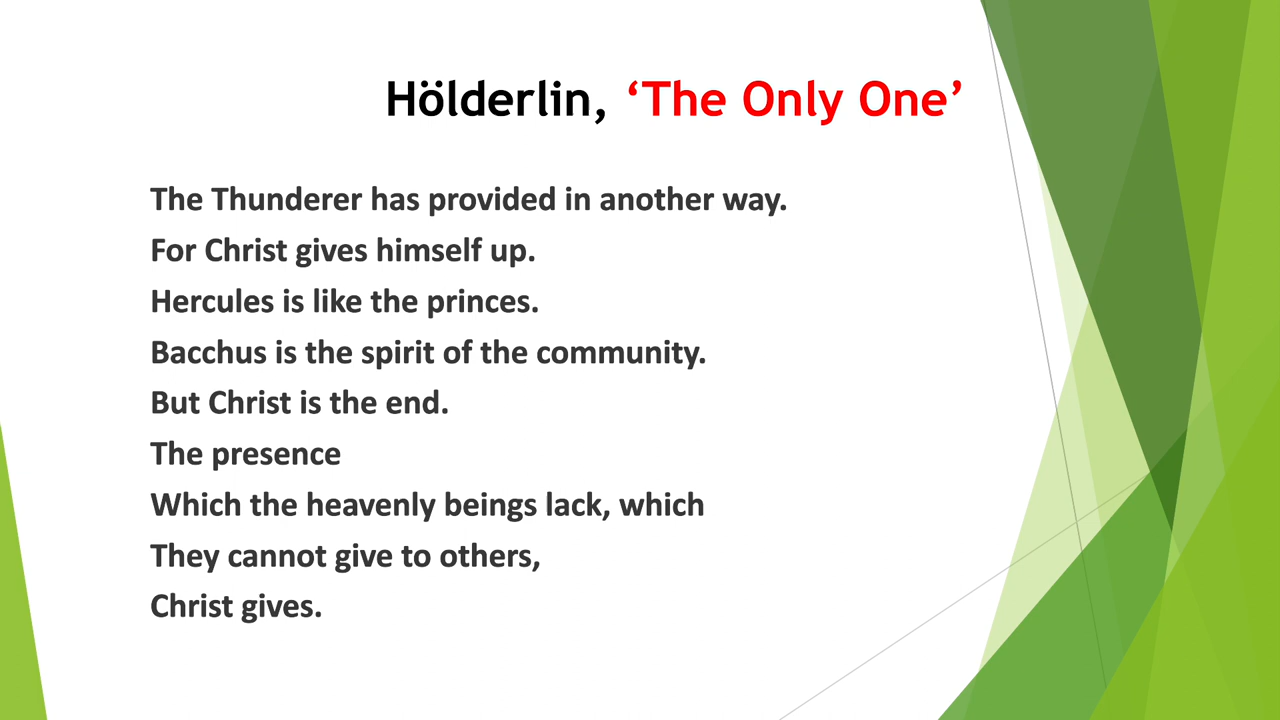 Hölderlin, ‘The Only One’
The Thunderer has provided in another way.
For Christ gives himself up.
Hercules is like the princes.
Bacchus is the spirit of the community.
But Christ is the end.
The presence
Which the heavenly beings lack, which
They cannot give to others,
Christ gives.